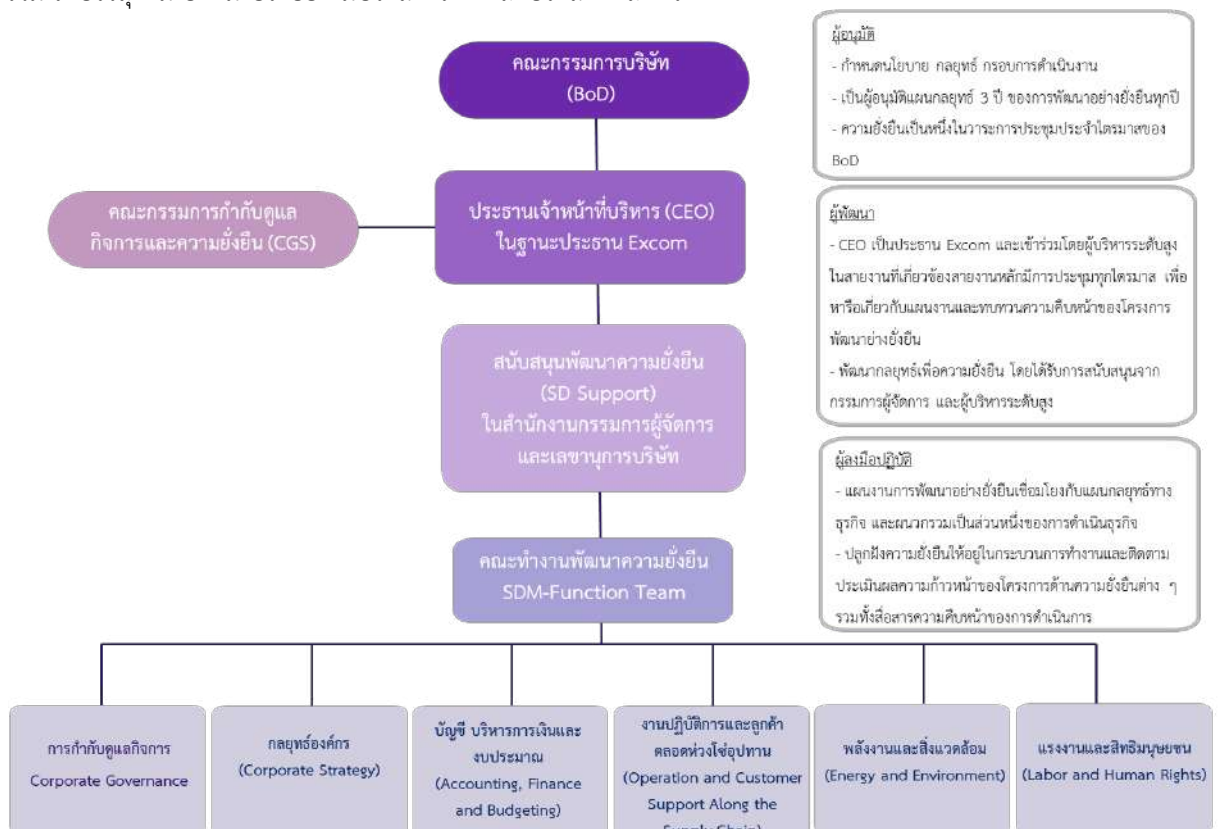 คณะกรรมการบริษัท
(BoD)
ผู้อนุมัติ
- กำหนดนโยบาย กลยุทธ์ กรอบการดำเนินงาน
- เป็นผู้อนุมัติแผนกลยุทธ์ 3 ปี ของการพัฒนาอย่างยั่งยืนทุกปี
- ความยั่งยืนเป็นหนึ่งในวาระการประชุมประจำไตรมาสของ
BoD
คณะกรรมการกำกับดูแล
กิจการและความยั่งยืน (CGS)
ประธานเจ้าหน้าที่บริหาร (CEO)
ในฐานะประธาน Excom
ผู้พัฒนา
- CEO เป็นประธาน Excom และเข้าร่วมโดยผู้บริหารระดับสูง
ในสายงานที่เกี่ยวข้องสายงานหลักมีการประชุมทุกไตรมาส เพื่อ
หารือเกี่ยวกับแผนงานและทบทวนความคืบหน้าของโครงการ
พัฒนาย่างยั่งยืน
- พัฒนากลยุทธ์เพื่อความยั่งยืน โดยได้รับการสนับสนุนจาก
กรรมการผู้จัดการ และผู้บริหารระดับสูง
สนับสนุนพัฒนาความยั่งยืน
(SD Support)
ในสำนักงานกรรมการผู้จัดการ
และเลขานุการบริษัท
ผู้ลงมือปฏิบัติ
- แผนงานการพัฒนาอย่างยั่งยืนเชื่อมโยงกับแผนกลยุทธ์ทาง
ธุรกิจ และผนวกรวมเป็นส่วนหนึ่งของการดำเนินธุรกิจ
- ปลูกฝังความยั่งยืนให้อยู่ในกระบวนการทำงานและติดตาม
ประเมินผลความก้าวหน้าของโครงการด้านความยั่งยืนต่าง ๆ
รวมทั้งสื่อสารความคืบหน้าของการดำเนินการ
คณะทำงานพัฒนาความยั่งยืน
SDM-Function Team
การกำกับดูแลกิจการ
Corporate Governance
กลยุทธ์องค์กร
(Corporate Strategy)
บัญชี บริหารการเงินและ
งบประมาณ
(Accounting, Finance
and Budgeting)
งานปฏิบัติการและลูกค้า
ตลอดห่วงโซ่อุปทาน
(Operation and Customer
Support Along the
Supply Chain)
พลังงานและสิ่งแวดล้อม
(Energy and Environment)
แรงงานและสิทธิมนุษยชน
(Labor and Human Rights)